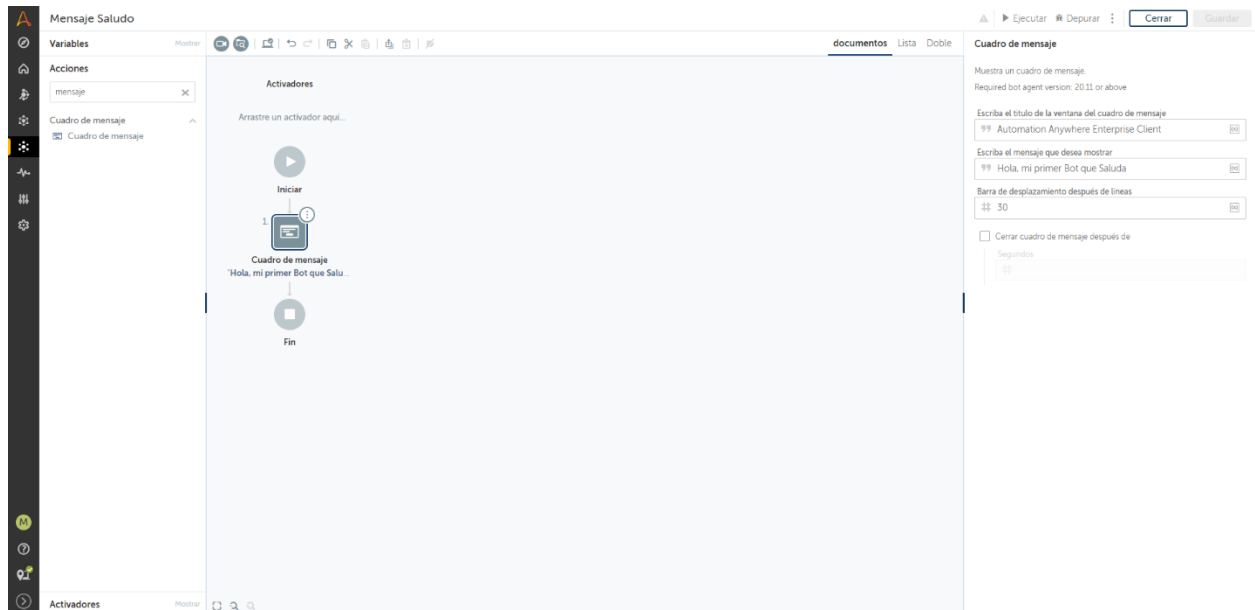 Mensaje Saludo
Ejecutar Depurar Cerrar Guardar
Variables Mostrar
documentos Lista Doble
Cuadro de mensaje
Acciones
mensaje
Cuadro de mensaje
Cuadro de mensaje
Activadores
Arrastre un activador aquí...
Iniciar
1.
Cuadro de mensaje
"Hola, mi primer Bot que Salu...
Fin
Muestra un cuadro de mensaje.
Required bot agent version: 20.11 or above
Escriba el título de la ventana del cuadro de mensaje
Automation Anywhere Enterprise Client
Escriba el mensaje que desea mostrar
Hola, mi primer Bot que Saluda
Barra de desplazamiento después de líneas
30
Cerrar cuadro de mensaje después de
Segundos
M
Activadores Mostrar